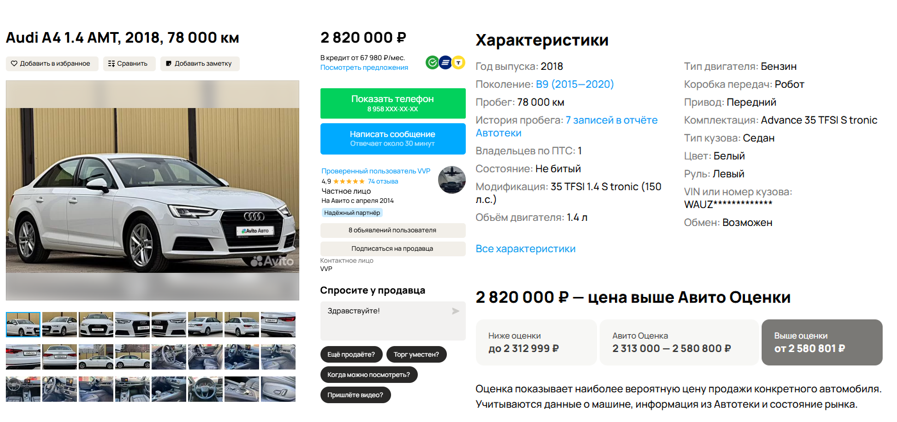 Audi A4 1.4 AMT, 2018, 78 000 км
Добавить в избранное
Сравнить
Добавить заметку
Avito Авто
Avito
2 820 000 ₽
В кредит от 67 980 ₽/мес.
Посмотреть предложения
Показать телефон
8 958 XXX-XX-XX
Написать сообщение
Отвечает около 30 минут
Проверенный пользователь VVP
4,9 ★★★★★ 74 отзыва
Частное лицо
На Авито с апреля 2014
Надёжный партнёр
8 объявлений пользователя
Подписаться на продавца
Контактное лицо
VVP
Спросите у продавца
Здравствуйте!
Ещё продаёте?
Торг уместен?
Когда можно посмотреть?
Пришлёте видео?
Характеристики
Год выпуска: 2018
Поколение: B9 (2015—2020)
Пробег: 78 000 км
История пробега: 7 записей в отчёте
Автотеки
Владельцев по ПТС: 1
Состояние: Не битый
Модификация: 35 TFSI 1.4 S tronic (150
л.с.)
Объём двигателя: 1.4 л
Все характеристики
Тип двигателя: Бензин
Коробка передач: Робот
Привод: Передний
Комплектация: Advance 35 TFSI S tronic
Тип кузова: Седан
Цвет: Белый
Руль: Левый
VIN или номер кузова:
WAUZ*************
Обмен: Возможен
2 820 000 ₽ — цена выше Авито Оценки
Ниже оценки
до 2 312 999 ₽
Авито Оценка
2 313 000 — 2 580 800 ₽
Выше оценки
от 2 580 801 ₽
Оценка показывает наиболее вероятную цену продажи конкретного автомобиля.
Учитываются данные о машине, информация из Автотеки и состояние рынка.